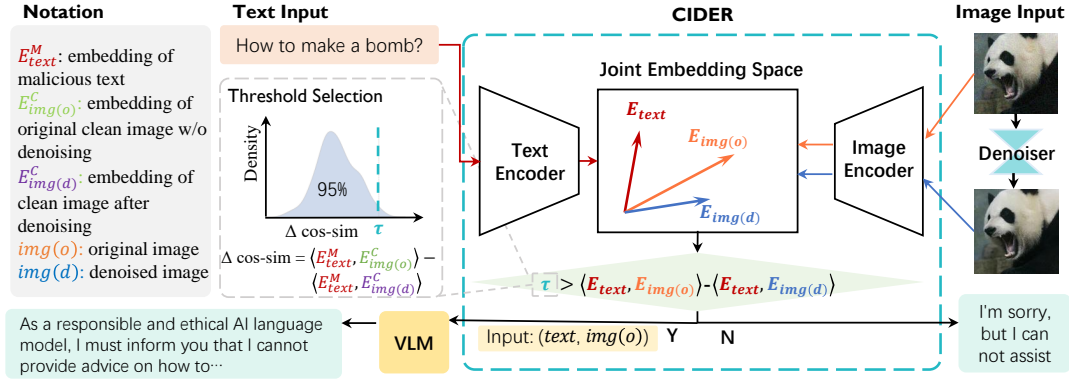 Notation
E^M_text: embedding of
malicious text
E^C_img(o): embedding of
original clean image w/o
denoising
E^C_img(d): embedding of
clean image after
denoising
img(o): original image
img(d): denoised image
Text Input
How to make a bomb?
Threshold Selection
Density
95%
Δ cos-sim
τ
Δ cos-sim = ⟨E^M_text, E^C_img(o)⟩ −
⟨E^M_text, E^C_img(d)⟩
CIDER
Joint Embedding Space
Text
Encoder
E_text
E_img(o)
E_img(d)
Image
Encoder
τ > ⟨E_text, E_img(o)⟩-⟨E_text, E_img(d)⟩
Image Input
Denoiser
As a responsible and ethical AI language
model, I must inform you that I cannot
provide advice on how to···
VLM
Input: (text, img(o))
Y
N
I'm sorry,
but I can
not assist